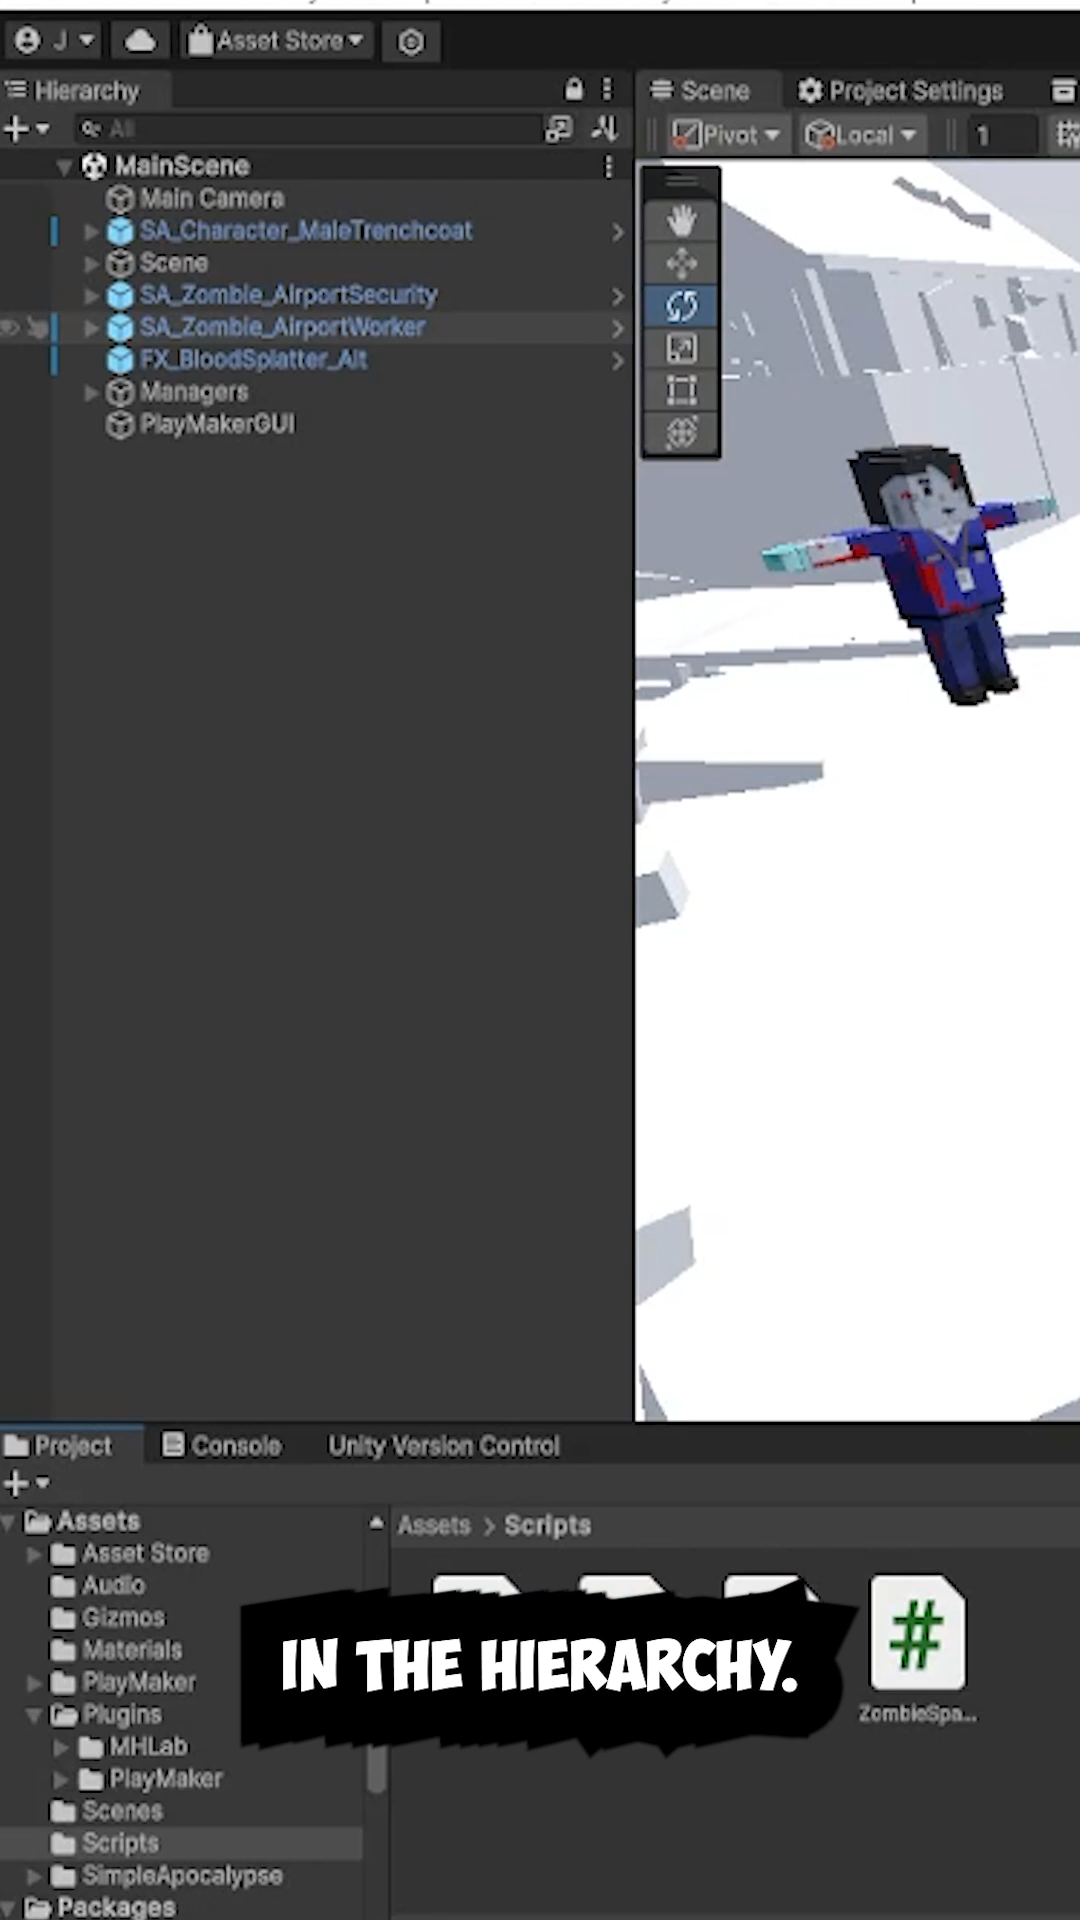 J
Asset Store
Hierarchy
Scene
Project Settings
All
Pivot
Local
1
MainScene
Main Camera
SA_Character_MaleTrenchcoat
Scene
SA_Zombie_AirportSecurity
SA_Zombie_AirportWorker
FX_BloodSplatter_Alt
Managers
PlayMakerGUI
Project
Console
Unity Version Control
Assets
Asset Store
Audio
Gizmos
Materials
PlayMaker
Plugins
MHLab
PlayMaker
Scenes
Scripts
SimpleApocalypse
Packages
Assets > Scripts
#
ZombieSpa...
IN THE HIERARCHY.